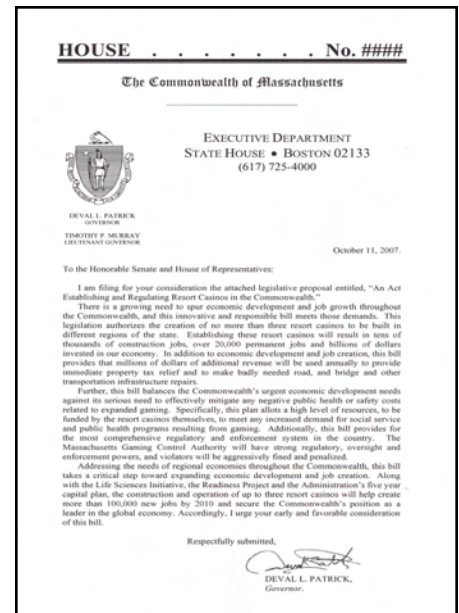 HOUSE . . . . . . . No. ####
The Commonwealth of Massachusetts
EXECUTIVE DEPARTMENT
STATE HOUSE • BOSTON 02133
(617) 725-4000
DEVAL L. PATRICK
GOVERNOR
TIMOTHY P. MURRAY
LIEUTENANT GOVERNOR
October 11, 2007.
To the Honorable Senate and House of Representatives:
I am filing for your consideration the attached legislative proposal entitled, “An Act
Establishing and Regulating Resort Casinos in the Commonwealth.”
There is a growing need to spur economic development and job growth throughout
the Commonwealth, and this innovative and responsible bill meets those demands. This
legislation authorizes the creation of no more than three resort casinos to be built in
different regions of the state. Establishing these resort casinos will result in tens of
thousands of construction jobs, over 20,000 permanent jobs and billions of dollars
invested in our economy. In addition to economic development and job creation, this bill
provides that millions of dollars of additional revenue will be used annually to provide
immediate property tax relief and to make badly needed road, and bridge and other
transportation infrastructure repairs.
Further, this bill balances the Commonwealth’s urgent economic development needs
against its serious need to effectively mitigate any negative public health or safety costs
related to expanded gaming. Specifically, this plan allots a high level of resources, to be
funded by the resort casinos themselves, to meet any increased demand for social service
and public health programs resulting from gaming. Additionally, this bill provides for
the most comprehensive regulatory and enforcement system in the country. The
Massachusetts Gaming Control Authority will have strong regulatory, oversight and
enforcement powers, and violators will be aggressively fined and penalized.
Addressing the needs of regional economies throughout the Commonwealth, this bill
takes a critical step toward expanding economic development and job creation. Along
with the Life Sciences Initiative, the Readiness Project and the Administration’s five year
capital plan, the construction and operation of up to three resort casinos will help create
more than 100,000 new jobs by 2010 and secure the Commonwealth’s position as a
leader in the global economy. Accordingly, I urge your early and favorable consideration
of this bill.
Respectfully submitted,
DEVAL L. PATRICK,
Governor.